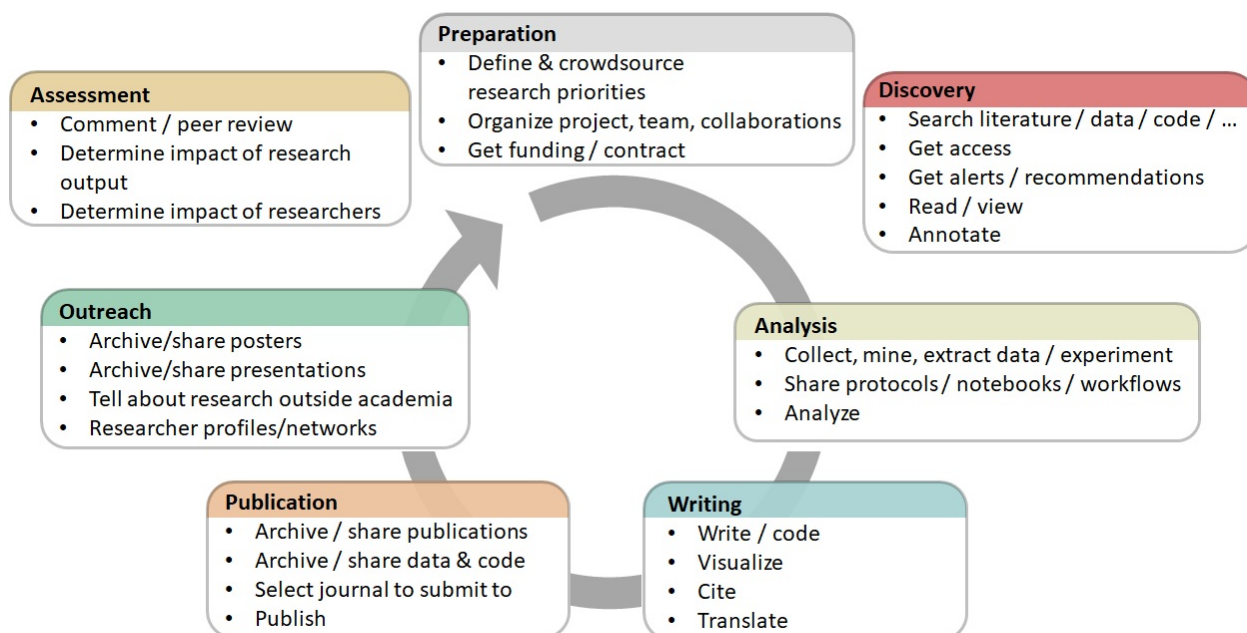 Preparation
• Define & crowdsource
research priorities
• Organize project, team, collaborations
• Get funding / contract
Discovery
• Search literature / data / code / ...
• Get access
• Get alerts / recommendations
• Read / view
• Annotate
Analysis
• Collect, mine, extract data / experiment
• Share protocols / notebooks / workflows
• Analyze
Writing
• Write / code
• Visualize
• Cite
• Translate
Publication
• Archive / share publications
• Archive / share data & code
• Select journal to submit to
• Publish
Outreach
• Archive/share posters
• Archive/share presentations
• Tell about research outside academia
• Researcher profiles/networks
Assessment
• Comment / peer review
• Determine impact of research
output
• Determine impact of researchers